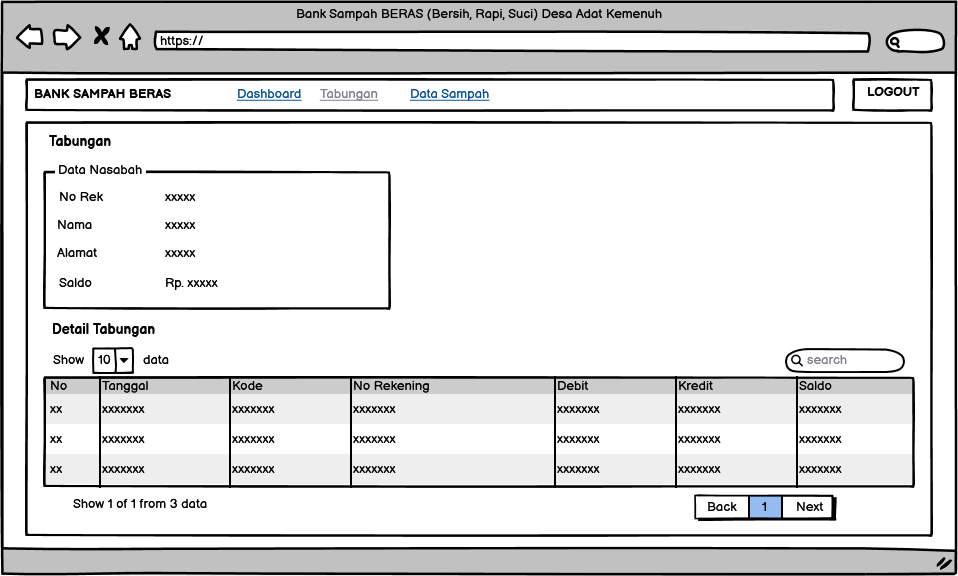 Bank Sampah BERAS (Bersih, Rapi, Suci) Desa Adat Kemenuh
https://
BANK SAMPAH BERAS Dashboard Tabungan Data Sampah LOGOUT
Tabungan
Data Nasabah
No Rek xxxxx
Nama xxxxx
Alamat xxxxx
Saldo Rp. xxxxx
Detail Tabungan
Show 10 data search
No Tanggal Kode No Rekening Debit Kredit Saldo
xx xxxxxxx xxxxxxx xxxxxxx xxxxxxx xxxxxxx xxxxxxx
xx xxxxxxx xxxxxxx xxxxxxx xxxxxxx xxxxxxx xxxxxxx
xx xxxxxxx xxxxxxx xxxxxxx xxxxxxx xxxxxxx xxxxxxx
Show 1 of 1 from 3 data Back 1 Next